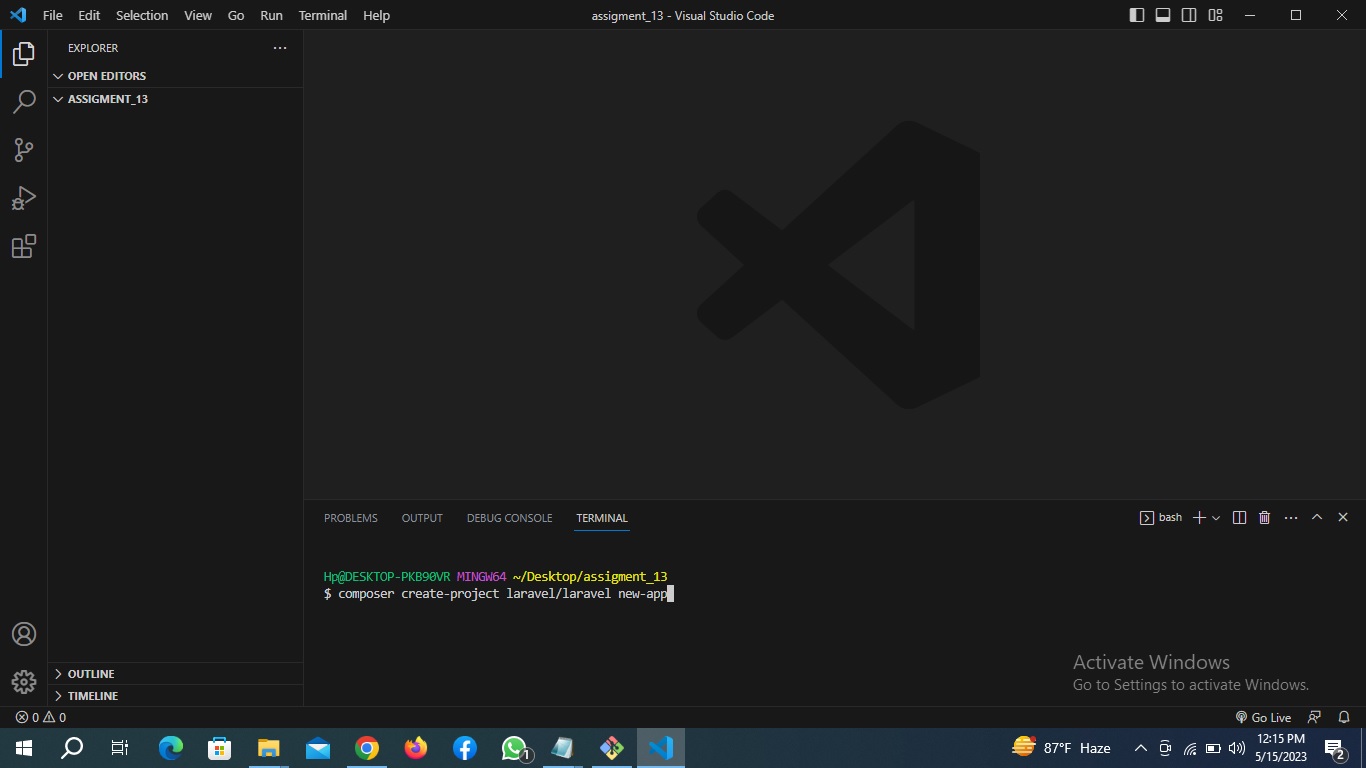 File Edit Selection View Go Run Terminal Help
assigment_13 - Visual Studio Code
EXPLORER
OPEN EDITORS
ASSIGMENT_13
PROBLEMS OUTPUT DEBUG CONSOLE TERMINAL
bash
Hp@DESKTOP-PKB90VR MINGW64 ~/Desktop/assigment_13
$ composer create-project laravel/laravel new-app
Activate Windows
Go to Settings to activate Windows.
OUTLINE
TIMELINE
0 0
Go Live
1
87°F Haze
12:15 PM
5/15/2023
2